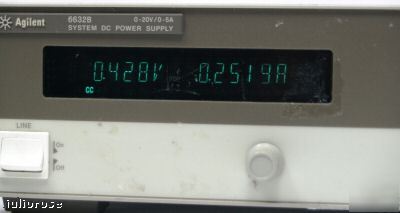 Agilent 6632B 0-20V/0-5A
SYSTEM DC POWER SUPPLY
0.428V .0.2519A
CC
LINE
On
Off
juliorose